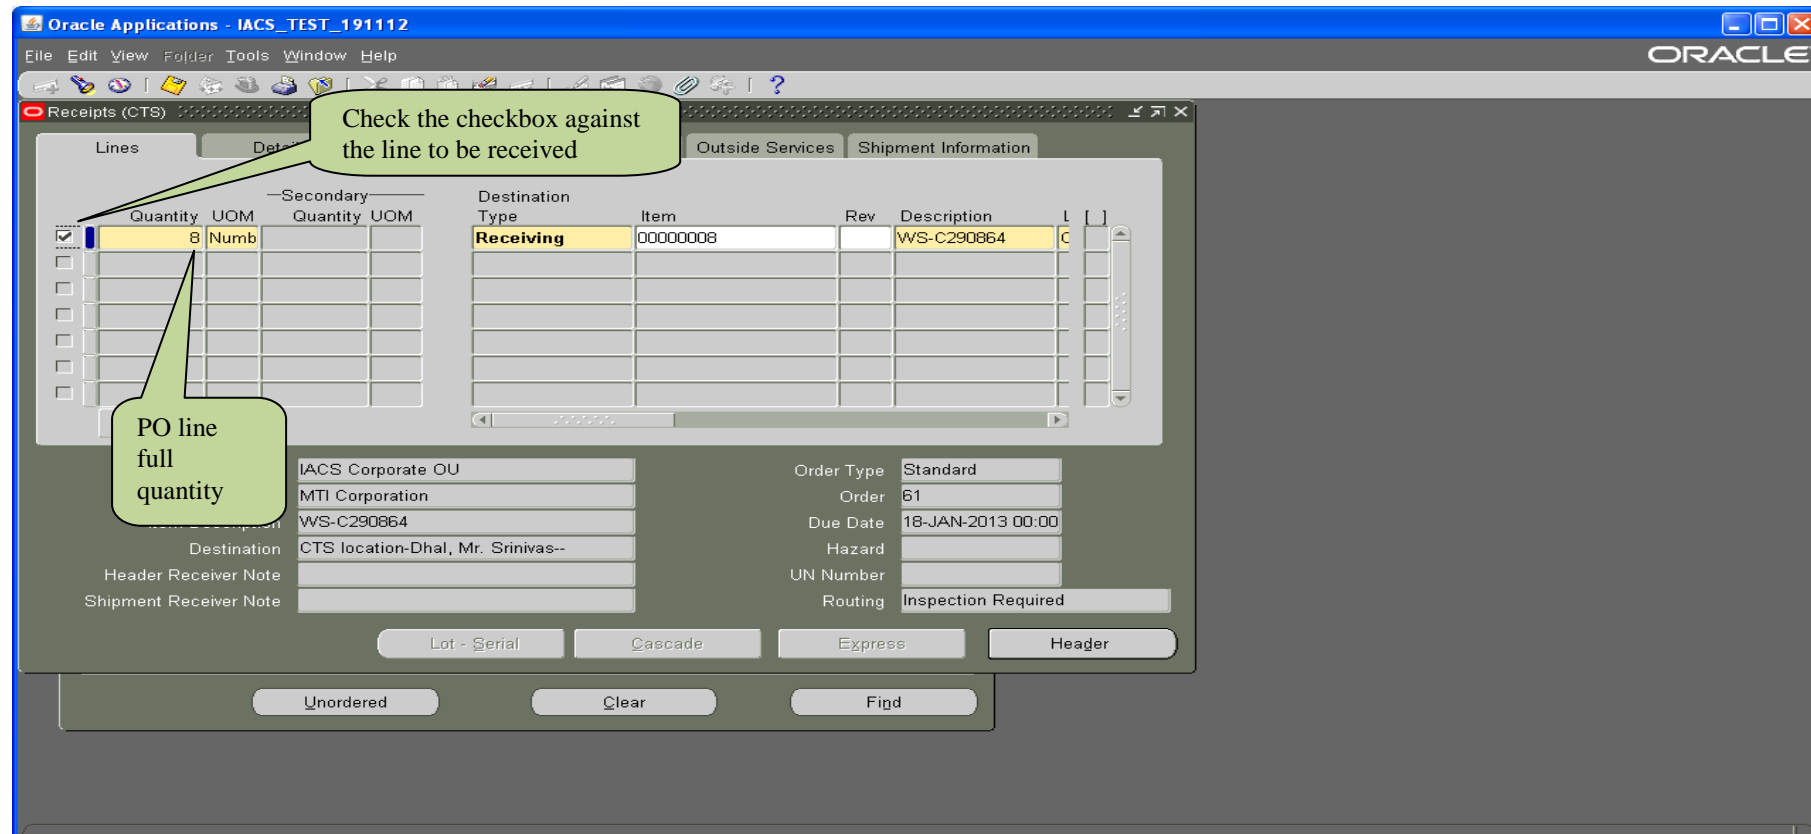 Oracle Applications - IACS_TEST_191112
File Edit View Folder Tools Window Help
ORACLE
Receipts (CTS)
Check the checkbox against
the line to be received
Lines
Outside Services
Shipment Information
Secondary
Destination
Quantity UOM Quantity UOM Type Item Rev Description L [ ]
8 Numb Receiving 00000008 WS-C290864
PO line
full
quantity
IACS Corporate OU Order Type Standard
MTI Corporation Order 61
WS-C290864 Due Date 18-JAN-2013 00:00
Destination CTS location-Dhal, Mr. Srinivas-- Hazard
Header Receiver Note UN Number
Shipment Receiver Note Routing Inspection Required
Lot - Serial Cascade Express Header
Unordered Clear Find